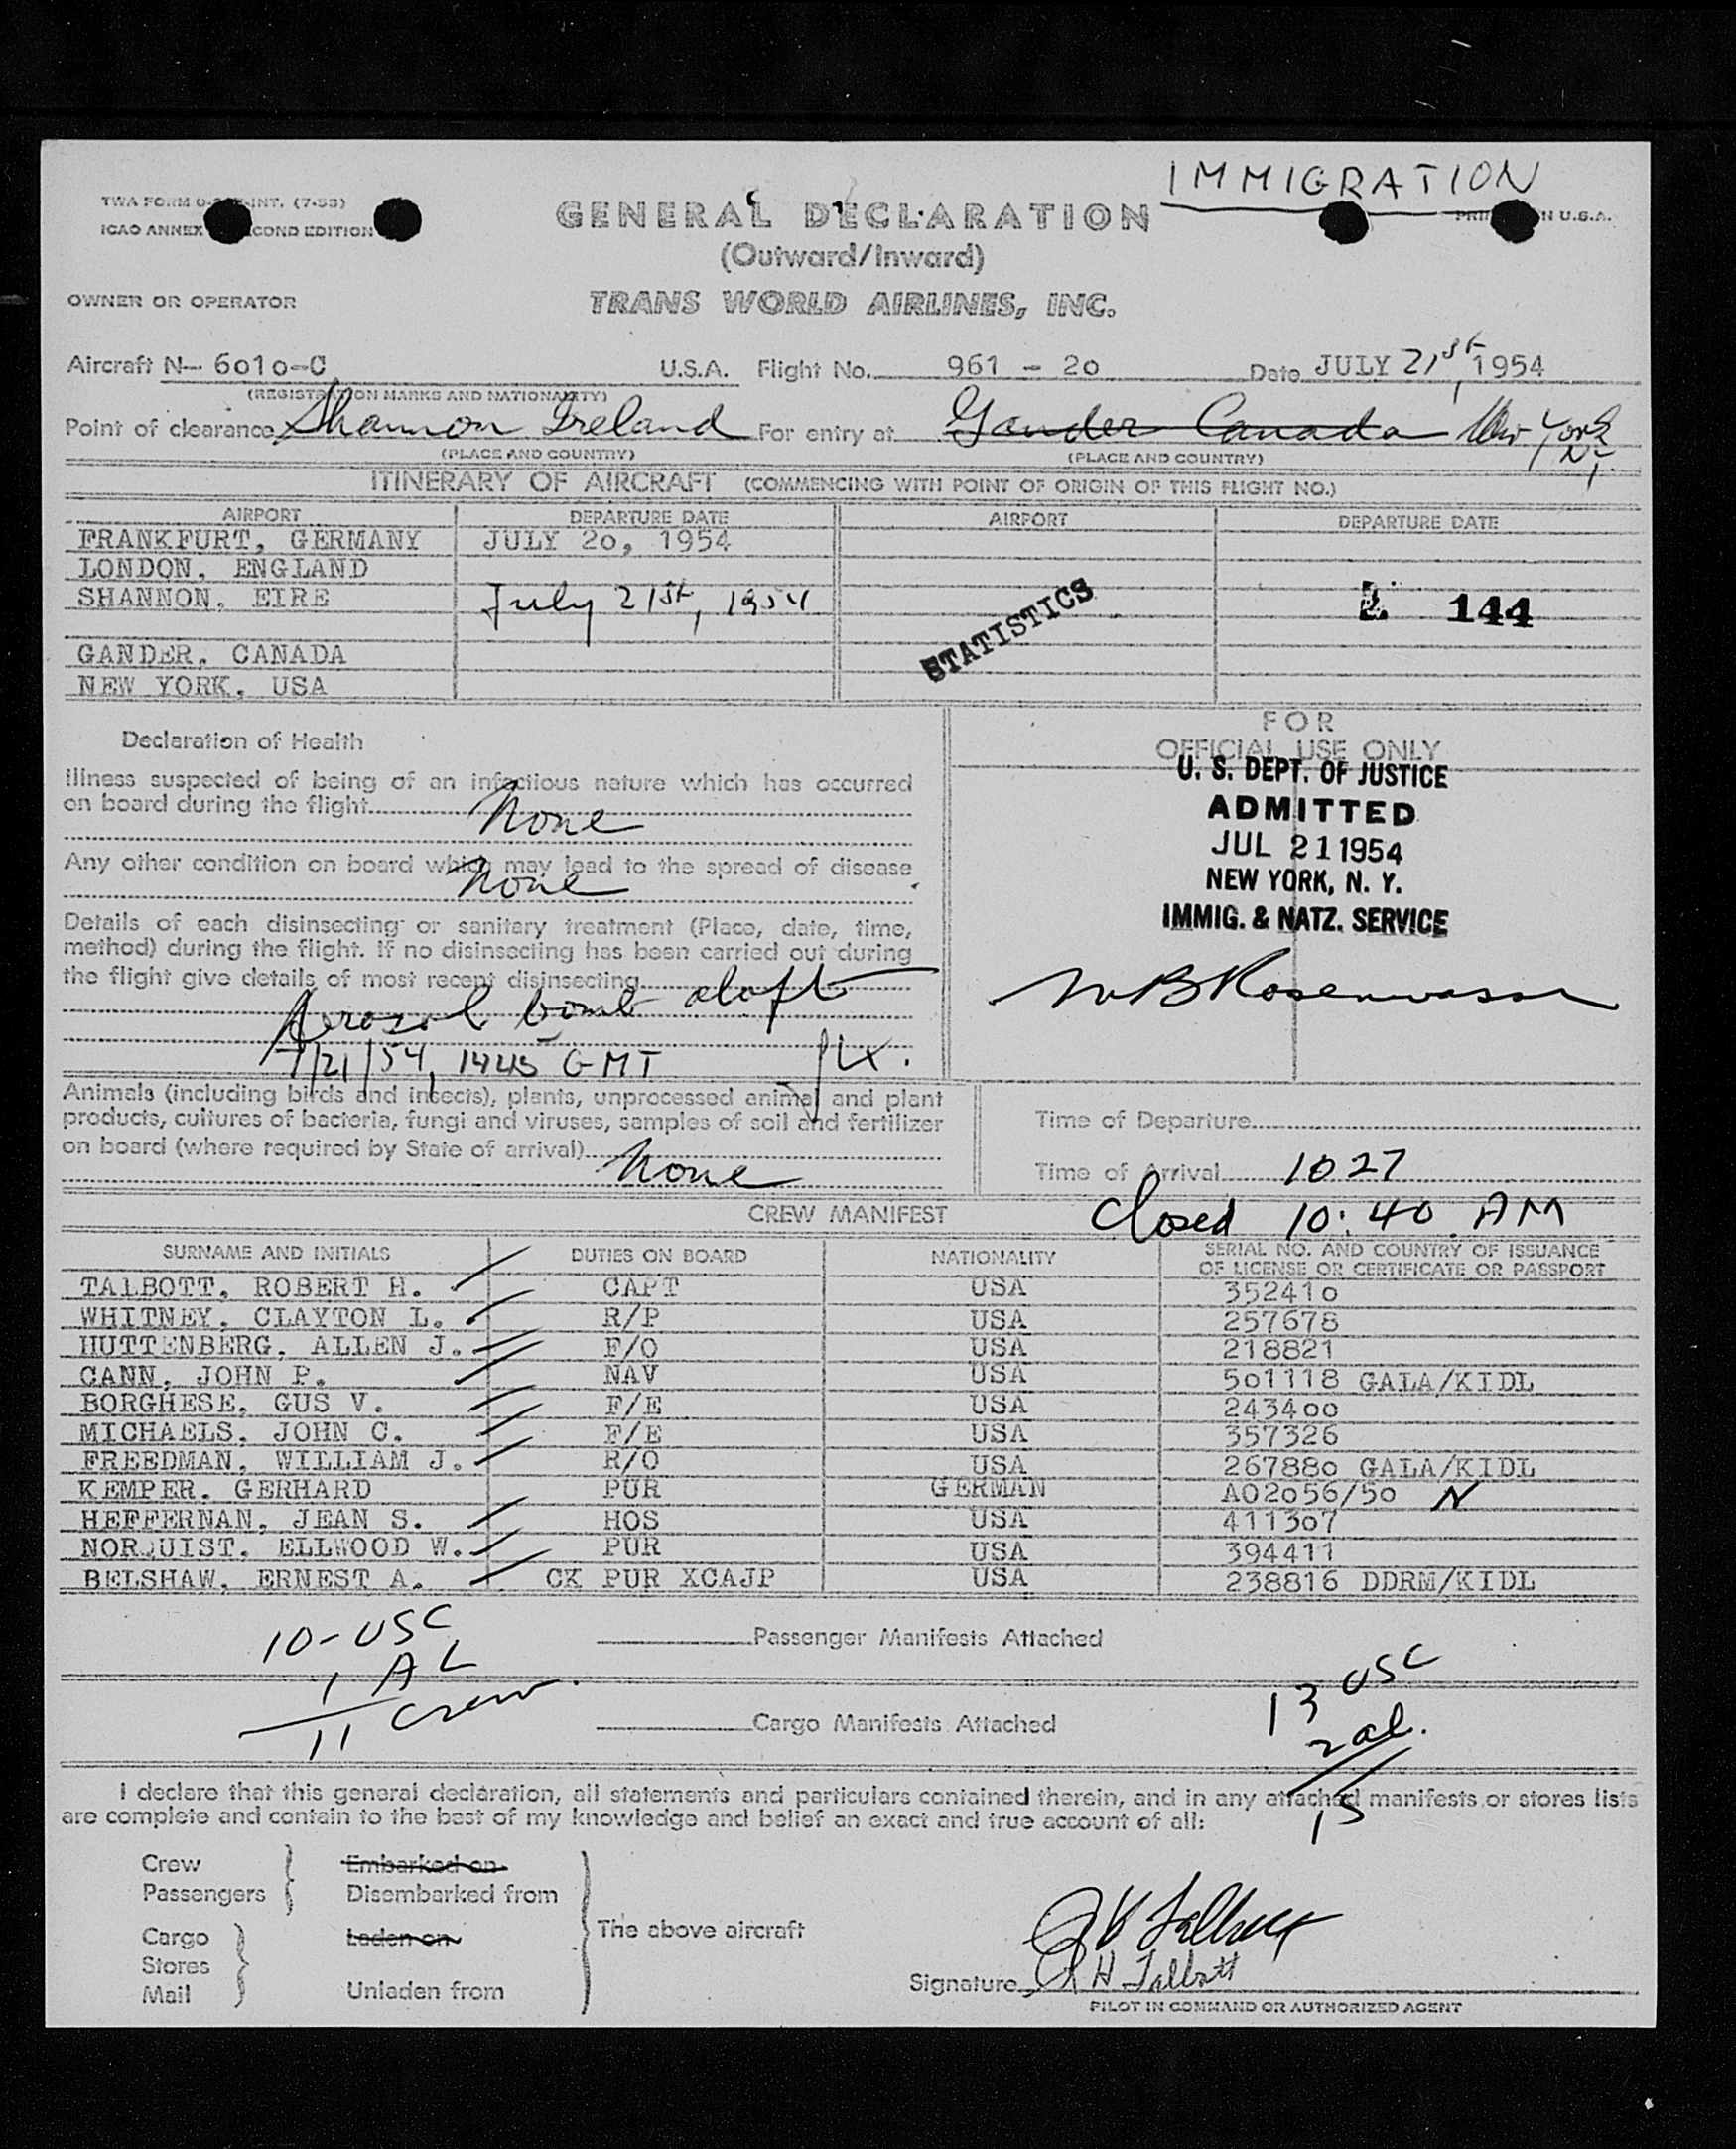 IMMIGRATION
TWA FORM INT. (7-53)
ICAO ANNEX SECOND EDITION
N U.S.A.
GENERAL DECLARATION
(Outward/Inward)
OWNER OR OPERATOR
TRANS WORLD AIRLINES, INC.
Aircraft N- 6010-C U.S.A. Flight No. 961 - 20 Date JULY 21st, 1954
(REGISTRATION MARKS AND NATIONALITY)
Point of clearance Shannon Ireland For entry at Gander Canada New York N.Y.
(PLACE AND COUNTRY) (PLACE AND COUNTRY)
ITINERARY OF AIRCRAFT (COMMENCING WITH POINT OF ORIGIN OF THIS FLIGHT NO.)
AIRPORT DEPARTURE DATE AIRPORT DEPARTURE DATE
FRANKFURT, GERMANY JULY 20, 1954
LONDON, ENGLAND
SHANNON, EIRE July 21st, 1954
144
STATISTICS
GANDER, CANADA
NEW YORK, USA
Declaration of Health
Illness suspected of being of an infectious nature which has occurred
on board during the flight
None
Any other condition on board which may lead to the spread of disease
None
Details of each disinsecting or sanitary treatment (Place, date, time,
method) during the flight. If no disinsecting has been carried out during
the flight give details of most recent disinsecting
Aerosol bomb aloft
7/21/54, 1445 GMT
FOR
OFFICIAL USE ONLY
U. S. DEPT. OF JUSTICE
ADMITTED
JUL 21 1954
NEW YORK, N. Y.
IMMIG. & NATZ. SERVICE
Animals (including birds and insects), plants, unprocessed animal and plant
products, cultures of bacteria, fungi and viruses, samples of soil and fertilizer
on board (where required by State of arrival)
None
Time of Departure
Time of Arrival 1027
CREW MANIFEST
Closed 10:40 AM
SURNAME AND INITIALS DUTIES ON BOARD NATIONALITY SERIAL NO. AND COUNTRY OF ISSUANCE
OF LICENSE OR CERTIFICATE OR PASSPORT
TALBOTT, ROBERT H. CAPT USA 352410
WHITNEY, CLAYTON L. R/P USA 257678
HUTTENBERG, ALLEN J. F/O USA 218821
CANN, JOHN P. NAV USA 501118 GALA/KIDL
BORGHESE, GUS V. F/E USA 243400
MICHAELS, JOHN C. F/E USA 357326
FREEDMAN, WILLIAM J. R/O USA 267880 GALA/KIDL
KEMPER, GERHARD PUR GERMAN A02056/50 N
HEFFERNAN, JEAN S. HOS USA 411307
NORQUIST, ELLWOOD W. PUR USA 394411
BELSHAW, ERNEST A. CK PUR XCAJP USA 238816 DDRM/KIDL
10-USC
1 AL
11 crew
Passenger Manifests Attached
Cargo Manifests Attached
13 USC
2 al.
15
I declare that this general declaration, all statements and particulars contained therein, and in any attached manifests or stores lists
are complete and contain to the best of my knowledge and belief an exact and true account of all:
Crew Embarked on
Passengers Disembarked from
Cargo Laden on
The above aircraft
Stores
Mail Unladen from
R H Talbott
Signature R H Talbott
PILOT IN COMMAND OR AUTHORIZED AGENT